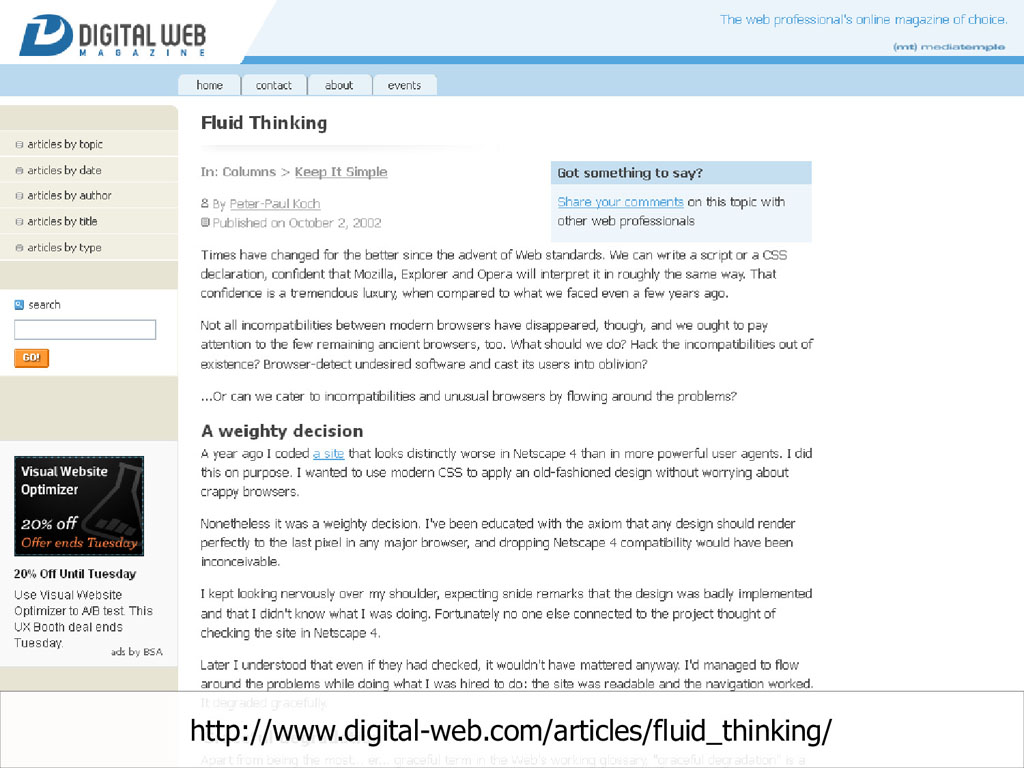 DIGITAL WEB
MAGAZINE
The web professional's online magazine of choice.
(mt) mediatemple
home
contact
about
events
articles by topic
articles by date
articles by author
articles by title
articles by type
search
GO!
Visual Website
Optimizer
20% off
Offer ends Tuesday
20% Off Until Tuesday
Use Visual Website
Optimizer to A/B test. This
UX Booth deal ends
Tuesday.
ads by BSA
Fluid Thinking
In: Columns > Keep It Simple
By Peter-Paul Koch
Published on October 2, 2002
Got something to say?
Share your comments on this topic with
other web professionals
Times have changed for the better since the advent of Web standards. We can write a script or a CSS
declaration, confident that Mozilla, Explorer and Opera will interpret it in roughly the same way. That
confidence is a tremendous luxury, when compared to what we faced even a few years ago.
Not all incompatibilities between modern browsers have disappeared, though, and we ought to pay
attention to the few remaining ancient browsers, too. What should we do? Hack the incompatibilities out of
existence? Browser-detect undesired software and cast its users into oblivion?
...Or can we cater to incompatibilities and unusual browsers by flowing around the problems?
A weighty decision
A year ago I coded a site that looks distinctly worse in Netscape 4 than in more powerful user agents. I did
this on purpose. I wanted to use modern CSS to apply an old-fashioned design without worrying about
crappy browsers.
Nonetheless it was a weighty decision. I've been educated with the axiom that any design should render
perfectly to the last pixel in any major browser, and dropping Netscape 4 compatibility would have been
inconceivable.
I kept looking nervously over my shoulder, expecting snide remarks that the design was badly implemented
and that I didn't know what I was doing. Fortunately no one else connected to the project thought of
checking the site in Netscape 4.
Later I understood that even if they had checked, it wouldn't have mattered anyway. I'd managed to flow
around the problems while doing what I was hired to do: the site was readable and the navigation worked.
It degraded gracefully.
http://www.digital-web.com/articles/fluid_thinking/
Apart from being the most... er... graceful term in the Web's working glossary, "graceful degradation" is a